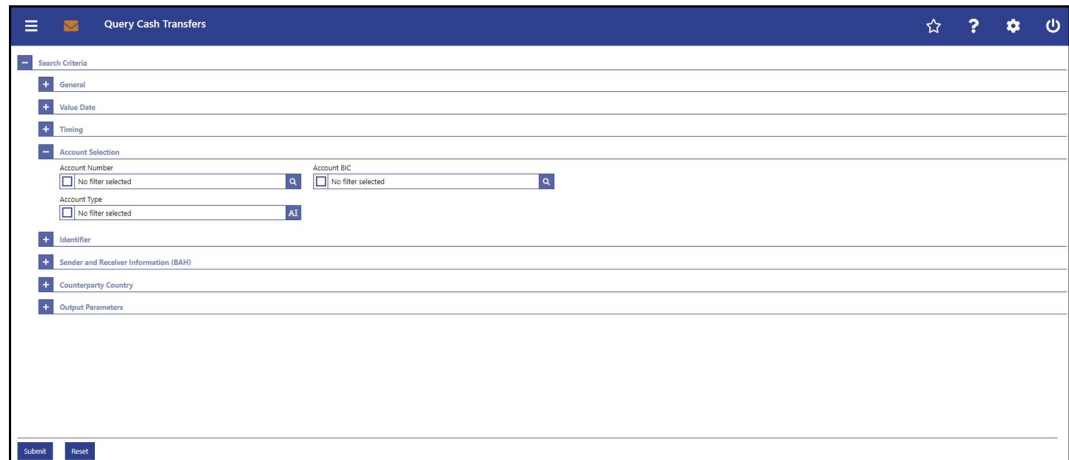 Query Cash Transfers
Search Criteria
General
Value Date
Timing
Account Selection
Account Number Account BIC
No filter selected No filter selected
Account Type
No filter selected AI
Identifier
Sender and Receiver Information (BAH)
Counterparty Country
Output Parameters
Submit Reset